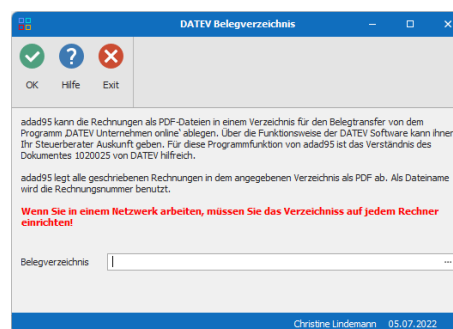 DATEV Belegverzeichnis
OK Hilfe Exit
adad95 kann die Rechnungen als PDF-Dateien in einem Verzeichnis für den Belegtransfer von dem
Programm ‚DATEV Unternehmen online' ablegen. Über die Funktionsweise der DATEV Software kann ihnen
Ihr Steuerberater Auskunft geben. Für diese Programmfunktion von adad95 ist das Verständnis des
Dokumentes 1020025 von DATEV hilfreich.
adad95 legt alle geschriebenen Rechnungen in dem angegebenen Verzeichnis als PDF ab. Als Dateiname
wird die Rechnungsnummer benutzt.
Wenn Sie in einem Netzwerk arbeiten, müssen Sie das Verzeichniss auf jedem Rechner
einrichten!
Belegverzeichnis ...
Christine Lindemann 05.07.2022